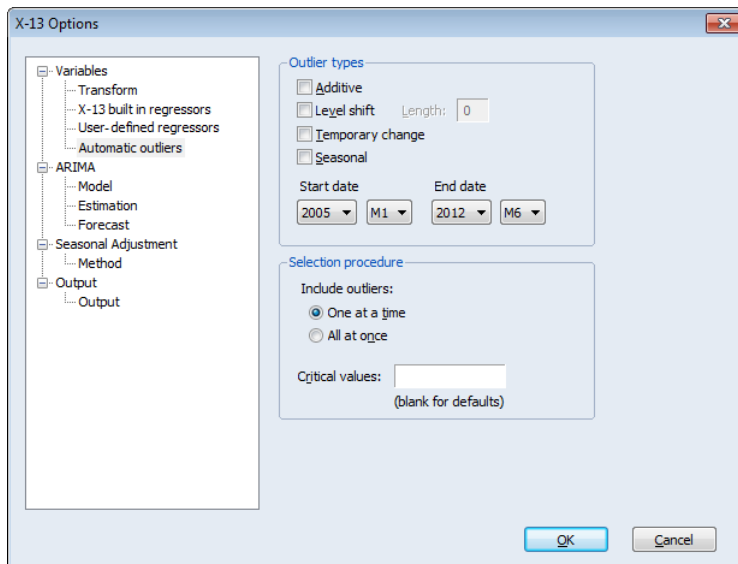 X-13 Options
Variables
Transform
X-13 built in regressors
User-defined regressors
Automatic outliers
ARIMA
Model
Estimation
Forecast
Seasonal Adjustment
Method
Output
Output
Outlier types
Additive
Level shift Length: 0
Temporary change
Seasonal
Start date End date
2005 M1 2012 M6
Selection procedure
Include outliers:
One at a time
All at once
Critical values:
(blank for defaults)
OK Cancel